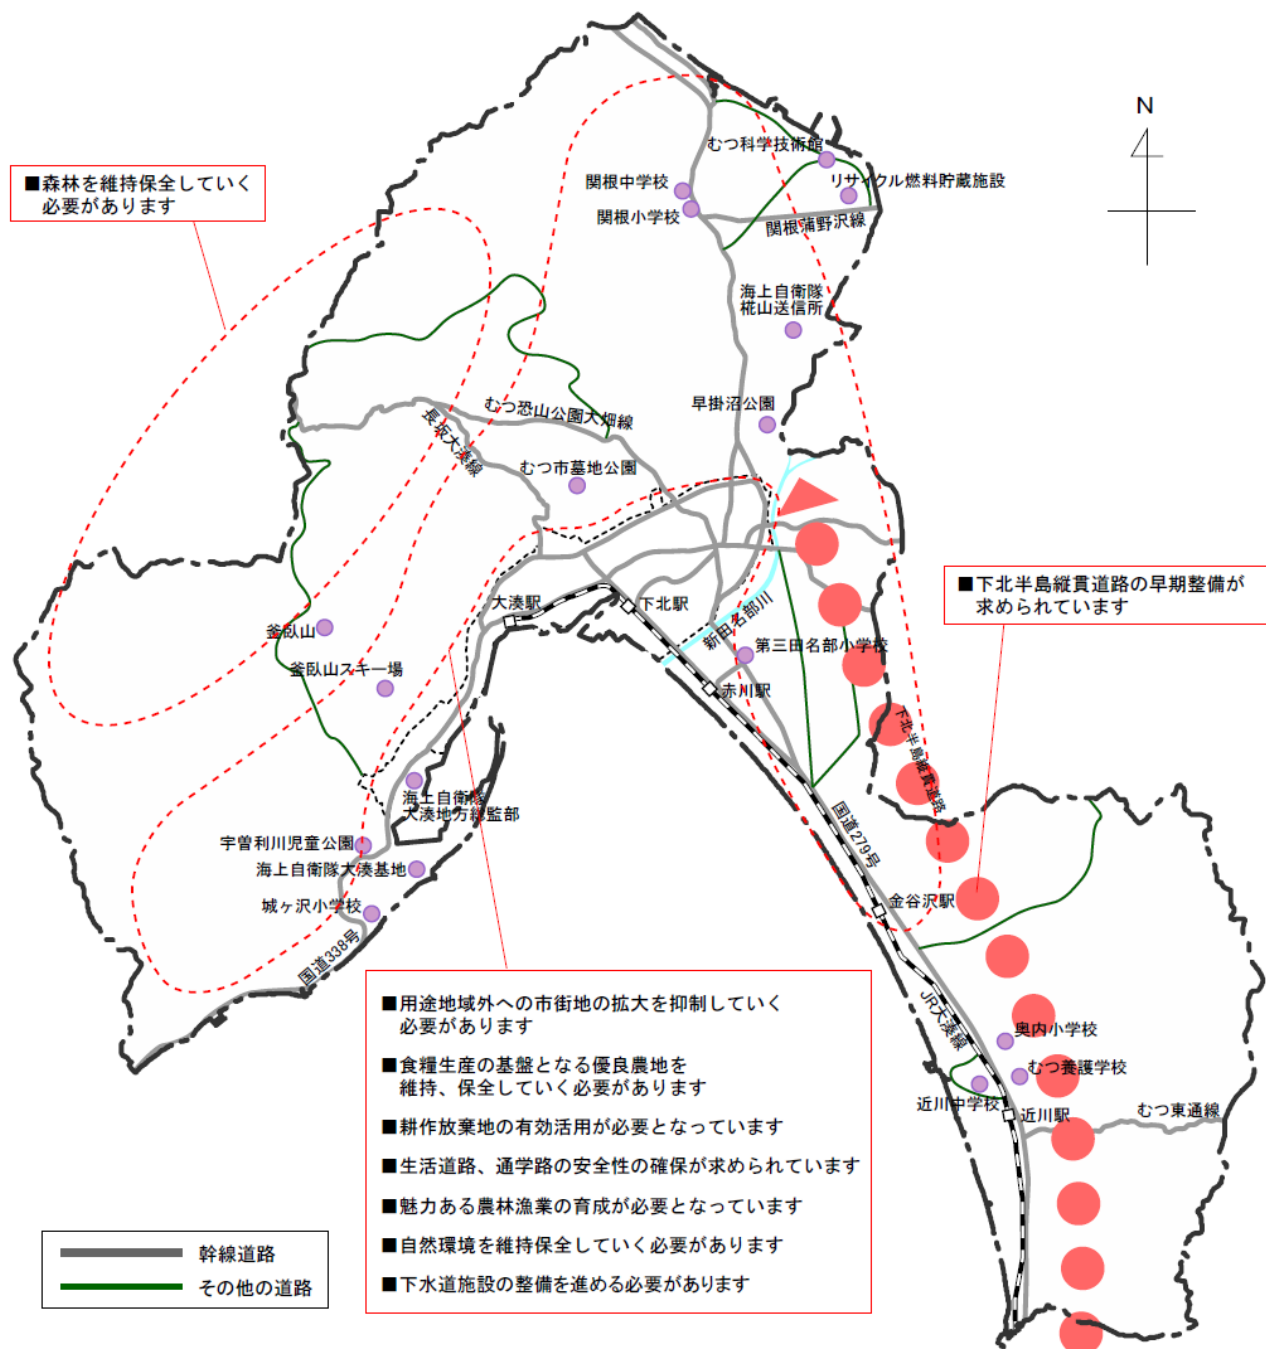 N
むつ科学技術館
■森林を維持保全していく
必要があります
関根中学校
リサイクル燃料貯蔵施設
関根小学校
関根蒲野沢線
海上自衛隊
椛山送信所
早掛沼公園
むつ恐山公園大畑線
長坂大湊線
むつ市墓地公園
■下北半島縦貫道路の早期整備が
求められています
大湊駅
下北駅
新田名部川
釜臥山
第三田名部小学校
釜臥山スキー場
赤川駅
下北半島縦貫道路
海上自衛隊
大湊地方総監部
国道279号
宇曽利川児童公園
海上自衛隊大湊基地
城ヶ沢小学校
金谷沢駅
国道338号
■用途地域外への市街地の拡大を抑制していく
必要があります
■食糧生産の基盤となる優良農地を
維持、保全していく必要があります
■耕作放棄地の有効活用が必要となっています
■生活道路、通学路の安全性の確保が求められています
■魅力ある農林漁業の育成が必要となっています
■自然環境を維持保全していく必要があります
■下水道施設の整備を進める必要があります
JR大湊線
奥内小学校
むつ養護学校
近川中学校
近川駅
むつ東通線
幹線道路
その他の道路